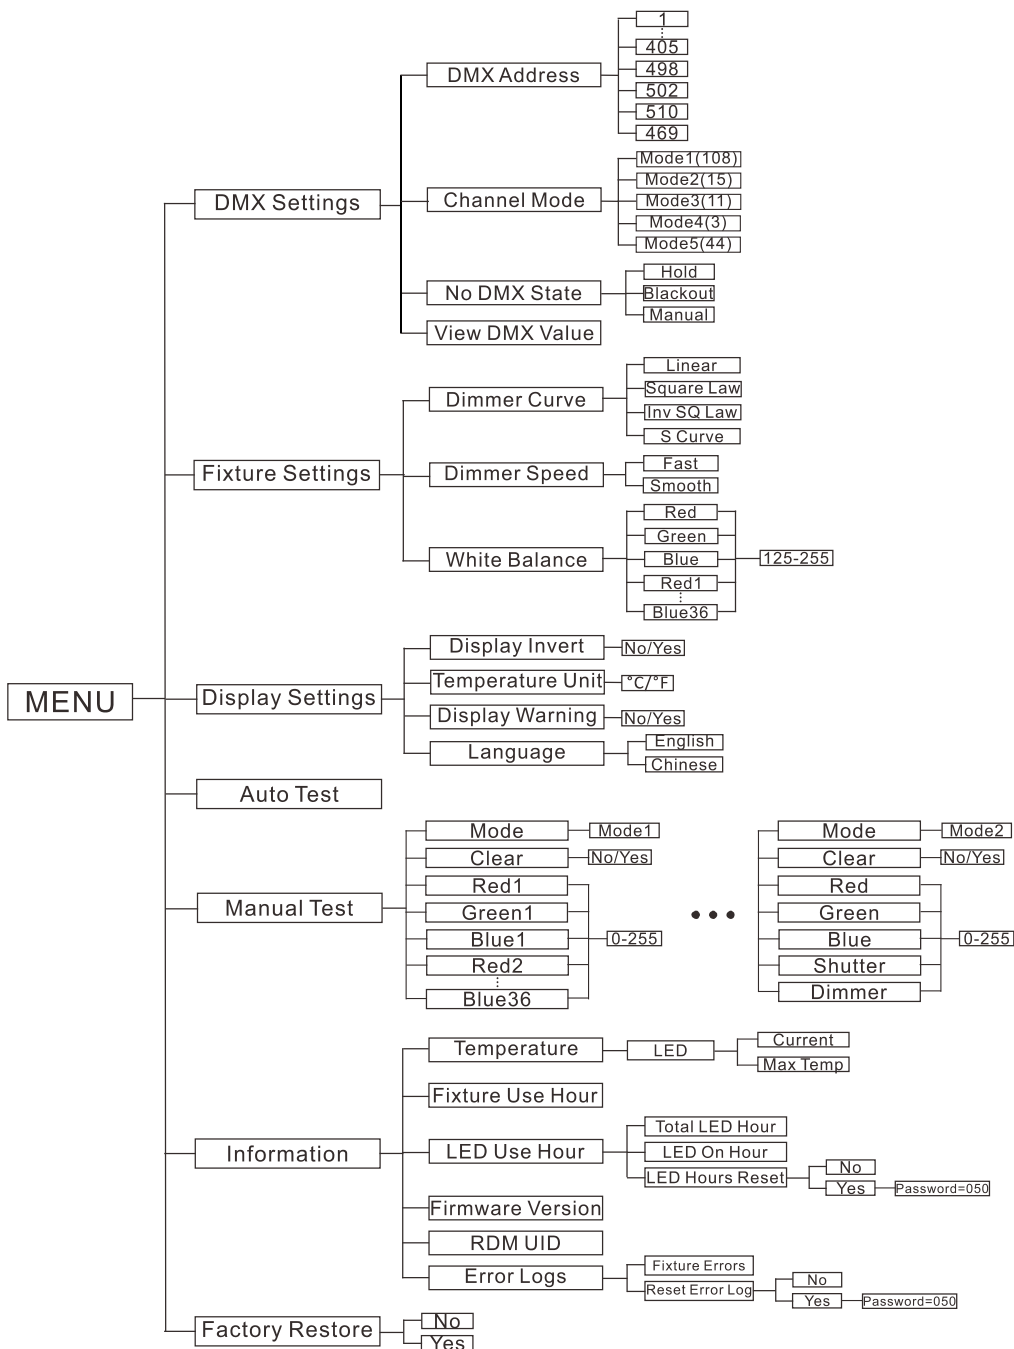 MENU
DMX Settings
DMX Address
1
405
498
502
510
469
Channel Mode
Mode1(108)
Mode2(15)
Mode3(11)
Mode4(3)
Mode5(44)
No DMX State
Hold
Blackout
Manual
View DMX Value
Fixture Settings
Dimmer Curve
Linear
Square Law
Inv SQ Law
S Curve
Dimmer Speed
Fast
Smooth
White Balance
Red
Green
Blue
Red1
Blue36
125-255
Display Settings
Display Invert
No/Yes
Temperature Unit
°C/°F
Display Warning
No/Yes
Language
English
Chinese
Auto Test
Manual Test
Mode
Mode1
Clear
No/Yes
Red1
Green1
Blue1
Red2
Blue36
0-255
•••
Mode
Mode2
Clear
No/Yes
Red
Green
Blue
Shutter
Dimmer
0-255
Information
Temperature
LED
Current
Max Temp
Fixture Use Hour
LED Use Hour
Total LED Hour
LED On Hour
LED Hours Reset
No
Yes
Password=050
Firmware Version
RDM UID
Error Logs
Fixture Errors
Reset Error Log
No
Yes
Password=050
Factory Restore
No
Yes